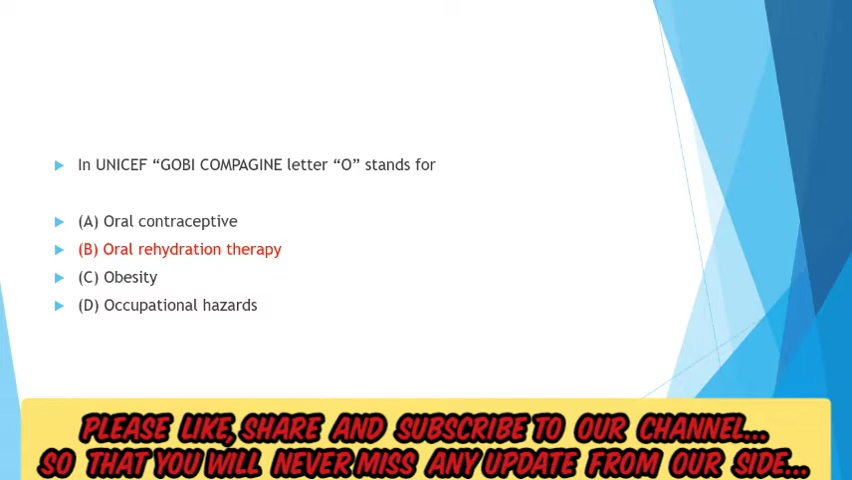 In UNICEF “GOBI COMPAGINE letter “O” stands for
(A) Oral contraceptive
(B) Oral rehydration therapy
(C) Obesity
(D) Occupational hazards
PLEASE LIKE, SHARE AND SUBSCRIBE TO OUR CHANNEL...
SO THAT YOU WILL NEVER MISS ANY UPDATE FROM OUR SIDE...